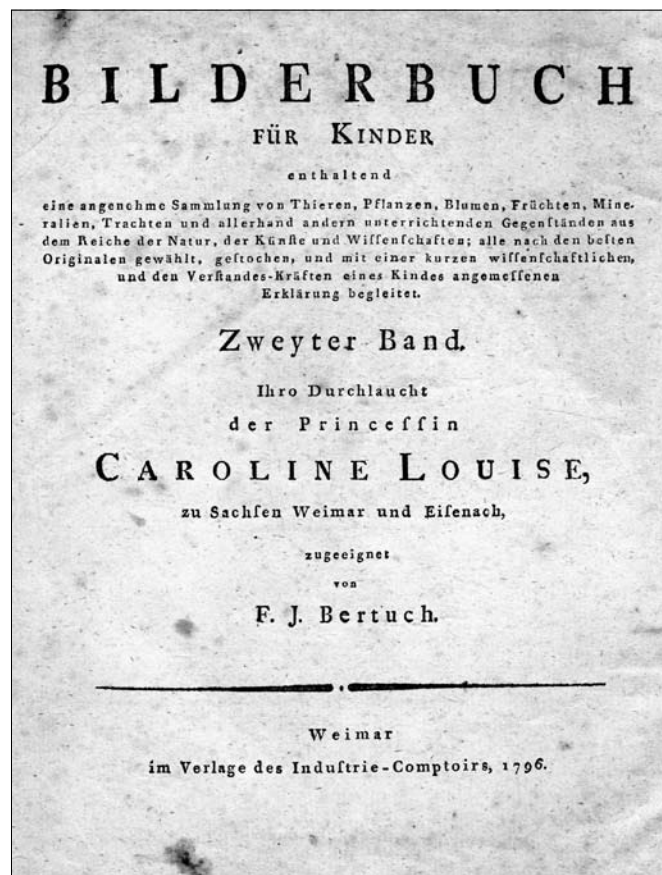 BILDERBUCH
FÜR KINDER
enthaltend
eine angenehme Sammlung von Thieren, Pflanzen, Blumen, Früchten, Mine-
ralien, Trachten und allerhand andern unterrichtenden Gegenſtänden aus
dem Reiche der Natur, der Künſte und Wiſſenſchaften; alle nach den beſten
Originalen gewählt, geſtochen, und mit einer kurzen wiſſenſchaftlichen,
und den Verſtandes-Kräften eines Kindes angemeſſenen
Erklärung begleitet.
Zweyter Band.
Ihro Durchlaucht
der Princeſſin
CAROLINE LOUISE,
zu Sachſen Weimar und Eiſenach,
zugeeignet
von
F. J. Bertuch.
Weimar
im Verlage des Induſtrie-Comptoirs, 1796.